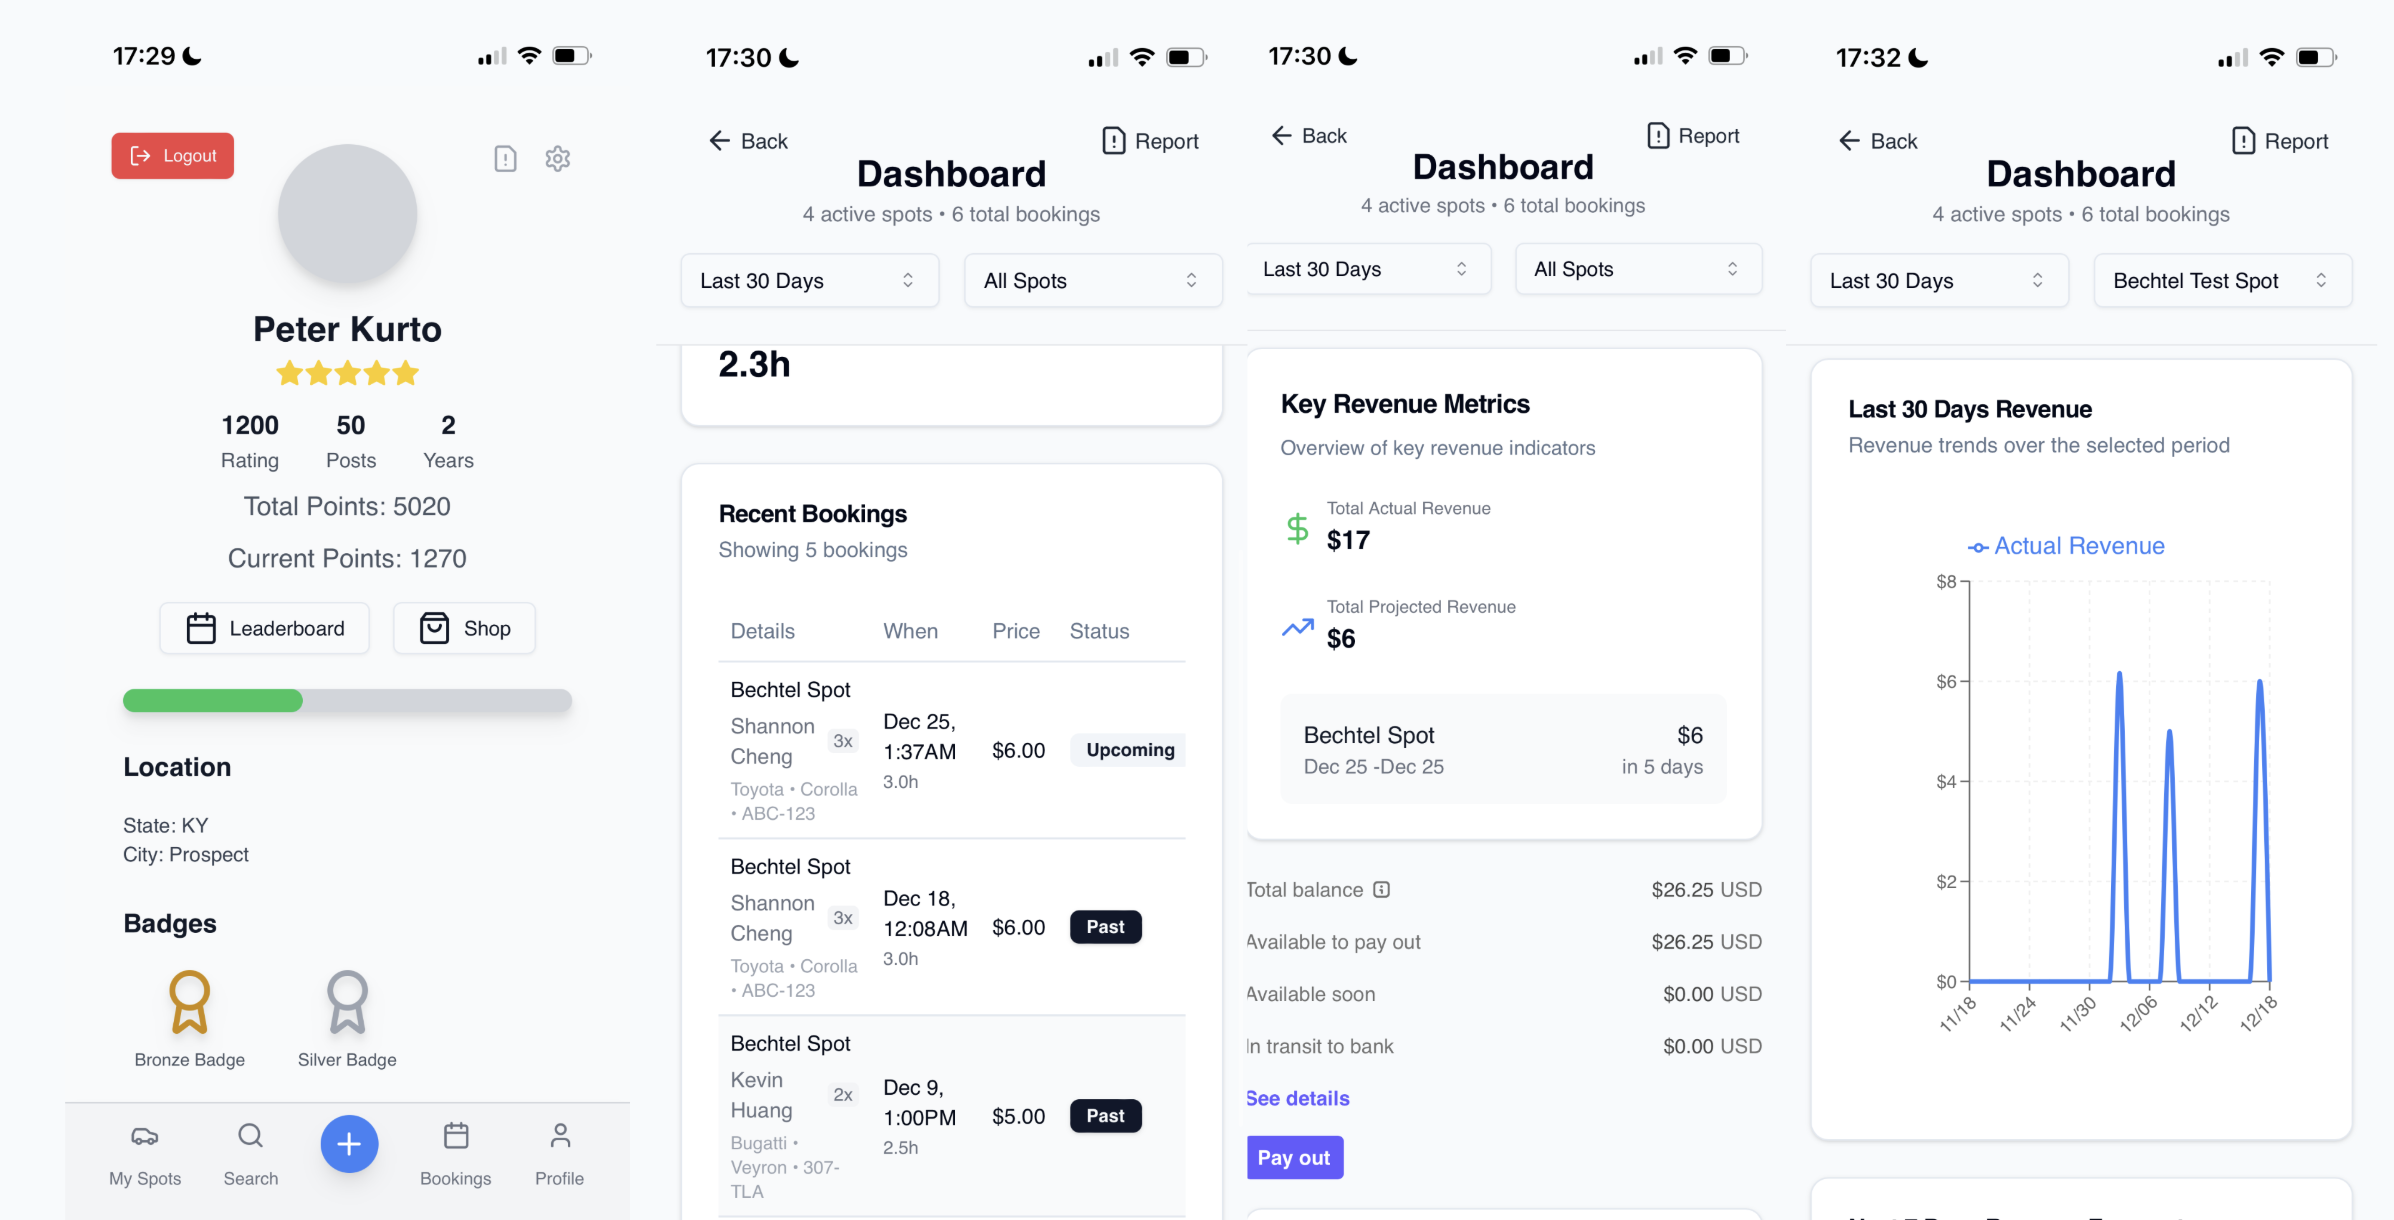 17:29
Logout
Peter Kurto
1200 50 2
Rating Posts Years
Total Points: 5020
Current Points: 1270
Leaderboard Shop
Location
State: KY
City: Prospect
Badges
Bronze Badge Silver Badge
My Spots Search Bookings Profile
17:30
Back Report
Dashboard
4 active spots • 6 total bookings
Last 30 Days All Spots
2.3h
Recent Bookings
Showing 5 bookings
Details When Price Status
Bechtel Spot
Shannon
Cheng
3x
Toyota • Corolla
• ABC-123
Dec 25,
1:37AM
3.0h
$6.00
Upcoming
Bechtel Spot
Shannon
Cheng
3x
Toyota • Corolla
• ABC-123
Dec 18,
12:08AM
3.0h
$6.00
Past
Bechtel Spot
Kevin
Huang
2x
Bugatti •
Veyron • 307-
TLA
Dec 9,
1:00PM
2.5h
$5.00
Past
17:30
Back Report
Dashboard
4 active spots • 6 total bookings
Last 30 Days All Spots
Key Revenue Metrics
Overview of key revenue indicators
Total Actual Revenue
$17
Total Projected Revenue
$6
Bechtel Spot $6
Dec 25 -Dec 25 in 5 days
Total balance $26.25 USD
Available to pay out $26.25 USD
Available soon $0.00 USD
In transit to bank $0.00 USD
See details
Pay out
17:32
Back Report
Dashboard
4 active spots • 6 total bookings
Last 30 Days Bechtel Test Spot
Last 30 Days Revenue
Revenue trends over the selected period
Actual Revenue
$8
$6
$4
$2
$0
11/18 11/24 11/30 12/06 12/12 12/18